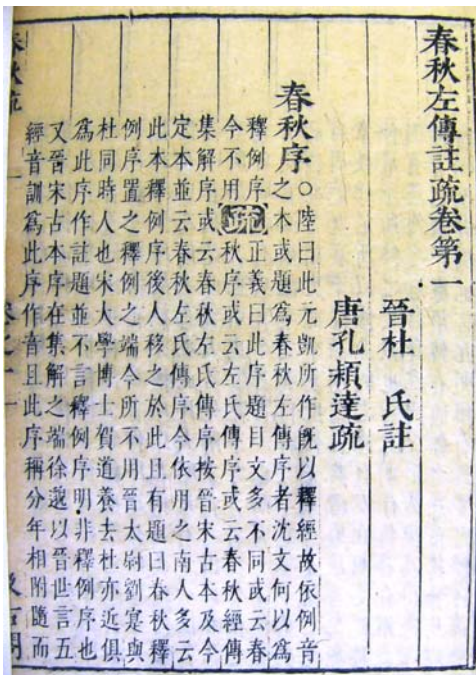 春秋左傳註疏卷第一
晉杜 氏註
唐孔頴達疏
春秋序 ○陸曰此元凱所作旣以釋經故依例音
之本或題爲春秋左傳序者沈文何以爲
釋例序
今不用
疏
正義曰此序題目文多不同或云春
秋序或云左氏傳序或云春秋經傳
集解序或云春秋左氏傳序按晉宋古本及今
定本並云春秋左氏傳序今依用之南人多云
此本釋例序後人移之於此且有題曰春秋釋
例序置之釋例之端今所不用晉太尉劉寔與
杜同時人也宋大學博士賀道養去杜亦近俱
爲此序作註題並不言釋例序明非釋例序也
又晉宋古本序在集解之端徐邈以晉世言五
經音訓爲此序作音且此序稱分年相附隨而
春秋疏